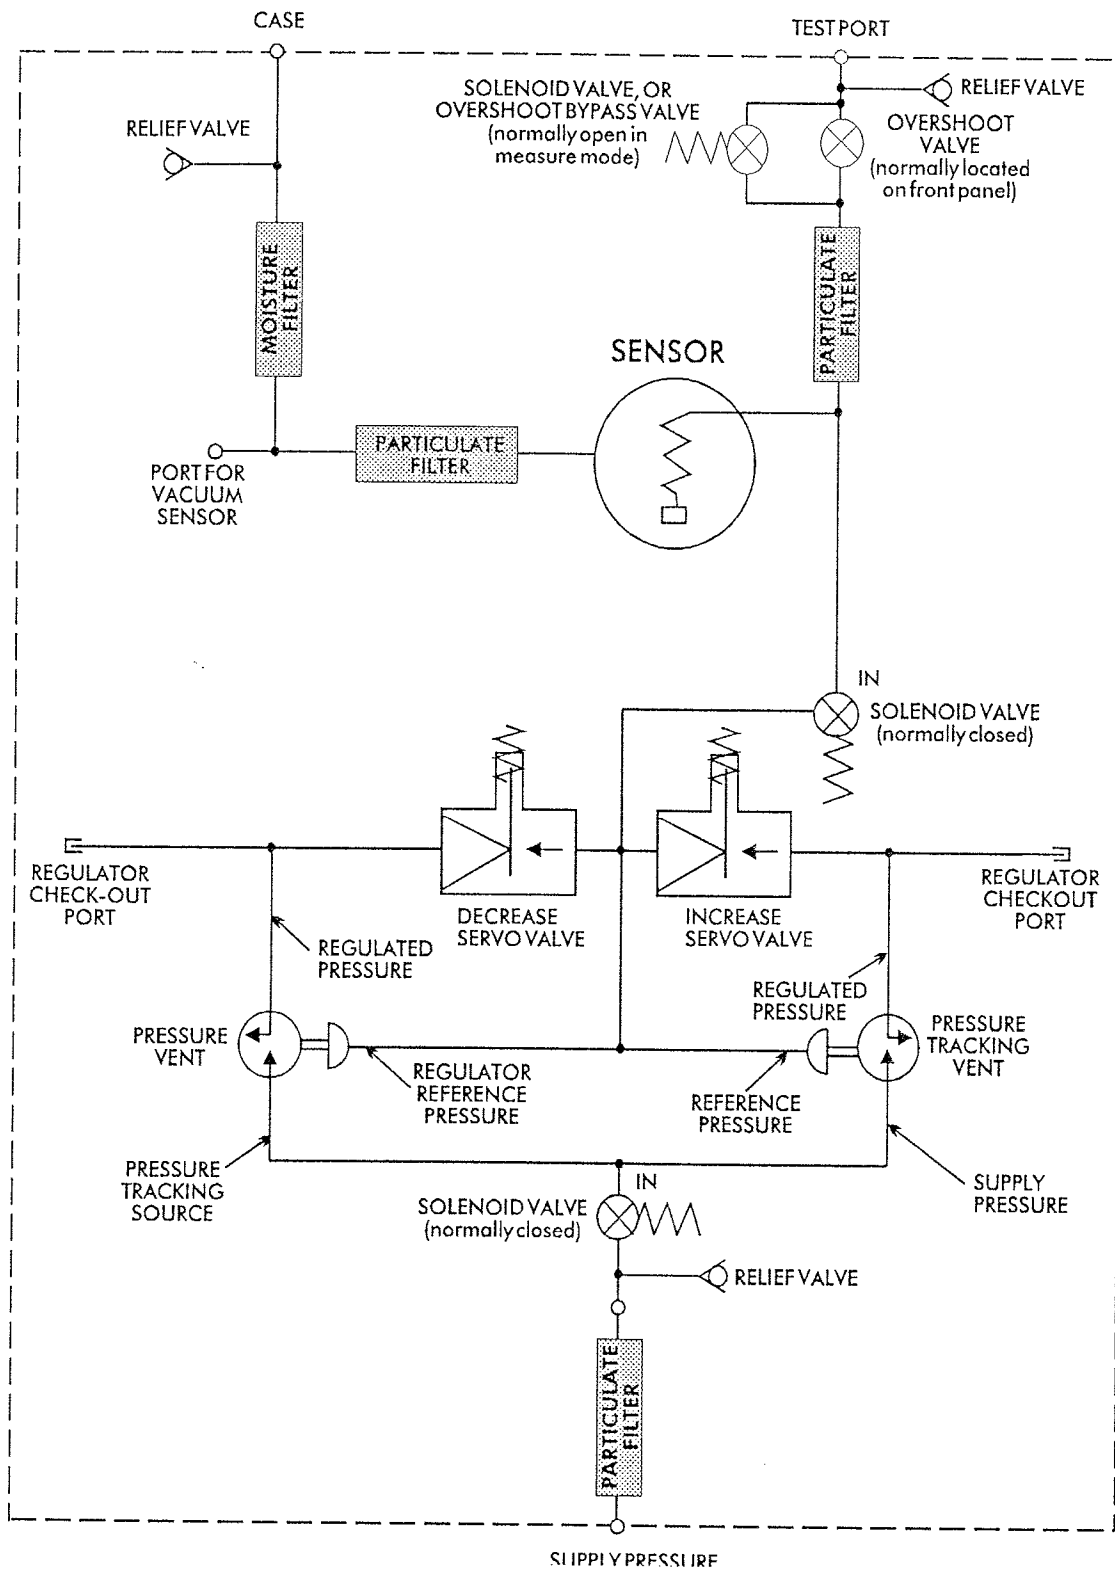 CASE
TEST PORT
SOLENOID VALVE, OR
OVERSHOOT BYPASS VALVE
(normally open in
measure mode)
RELIEF VALVE
OVERSHOOT
VALVE
(normally located
on front panel)
RELIEF VALVE
MOISTURE
FILTER
PARTICULATE
FILTER
SENSOR
PARTICULATE
FILTER
PORT FOR
VACUUM
SENSOR
IN
SOLENOID VALVE
(normally closed)
REGULATOR
CHECK-OUT
PORT
DECREASE
SERVO VALVE
INCREASE
SERVO VALVE
REGULATOR
CHECKOUT
PORT
REGULATED
PRESSURE
REGULATED
PRESSURE
PRESSURE
VENT
PRESSURE
TRACKING
VENT
REGULATOR
REFERENCE
PRESSURE
REFERENCE
PRESSURE
PRESSURE
TRACKING
SOURCE
IN
SOLENOID VALVE
(normally closed)
SUPPLY
PRESSURE
RELIEF VALVE
PARTICULATE
FILTER
SUPPLY PRESSURE